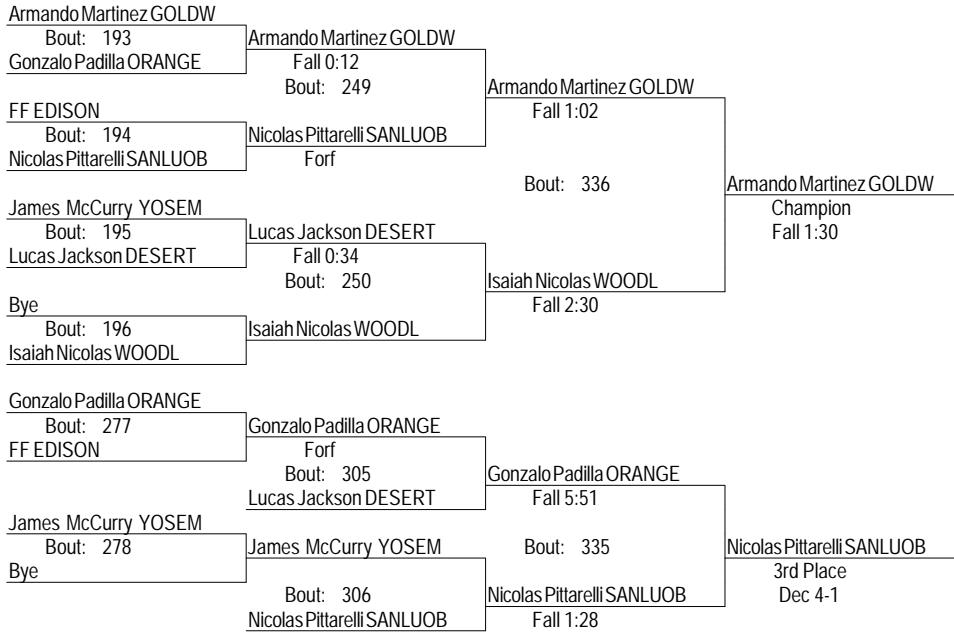 Armando Martinez GOLDW
Bout: 193
Gonzalo Padilla ORANGE
Armando Martinez GOLDW
Fall 0:12
Bout: 249
FF EDISON
Bout: 194
Nicolas Pittarelli SANLUOB
Nicolas Pittarelli SANLUOB
Forf
Armando Martinez GOLDW
Fall 1:02
Bout: 336
James McCurry YOSEM
Bout: 195
Lucas Jackson DESERT
Lucas Jackson DESERT
Fall 0:34
Bout: 250
Bye
Bout: 196
Isaiah Nicolas WOODL
Isaiah Nicolas WOODL
Isaiah Nicolas WOODL
Fall 2:30
Armando Martinez GOLDW
Champion
Fall 1:30
Gonzalo Padilla ORANGE
Bout: 277
FF EDISON
Gonzalo Padilla ORANGE
Forf
Bout: 305
Lucas Jackson DESERT
Gonzalo Padilla ORANGE
Fall 5:51
Bout: 335
James McCurry YOSEM
Bout: 278
Bye
James McCurry YOSEM
Bout: 306
Nicolas Pittarelli SANLUOB
Nicolas Pittarelli SANLUOB
Fall 1:28
Nicolas Pittarelli SANLUOB
3rd Place
Dec 4-1